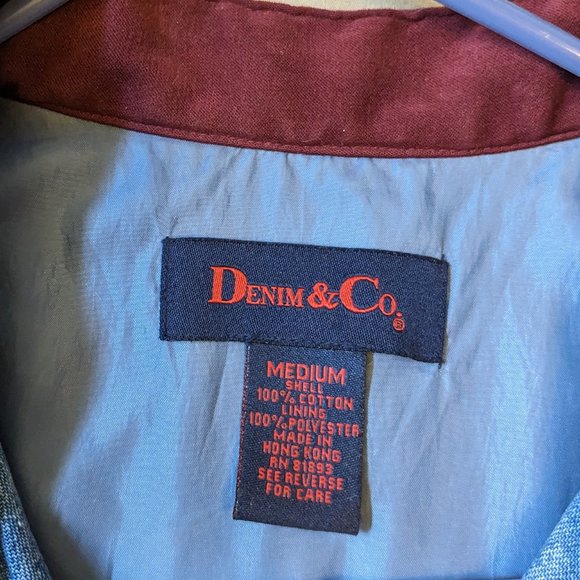 DENIM & CO.®
MEDIUM
SHELL
100% COTTON
LINING
100% POLYESTER
MADE IN
HONG KONG
RN 81893
SEE REVERSE
FOR CARE